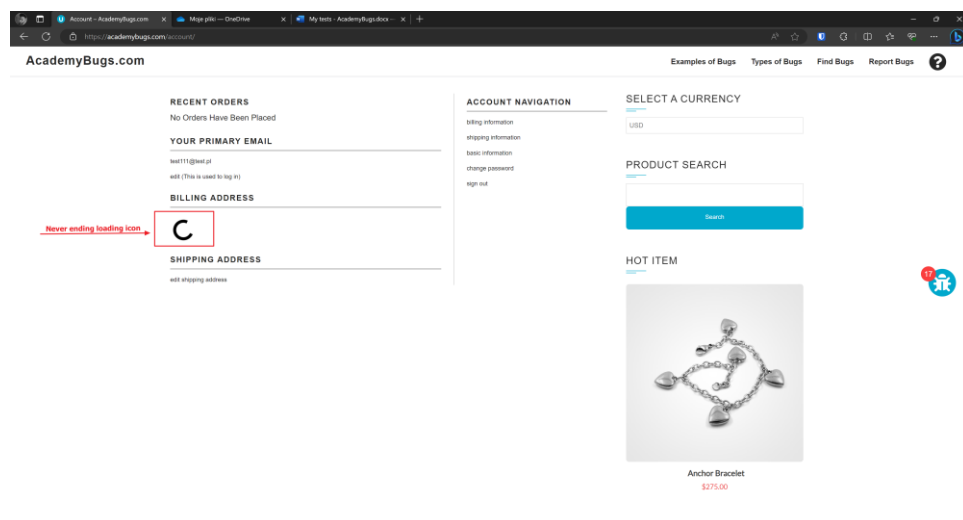 Account – AcademyBugs.com
Moje pliki — OneDrive
My tests - AcademyBugs.docx —
https://academybugs.com/account/
AcademyBugs.com
Examples of Bugs
Types of Bugs
Find Bugs
Report Bugs
?
RECENT ORDERS
No Orders Have Been Placed
YOUR PRIMARY EMAIL
test111@test.pl
edit (This is used to log in)
BILLING ADDRESS
Never ending loading icon
SHIPPING ADDRESS
edit shipping address
ACCOUNT NAVIGATION
billing information
shipping information
basic information
change password
sign out
SELECT A CURRENCY
USD
PRODUCT SEARCH
Search
HOT ITEM
17
Anchor Bracelet
$275.00